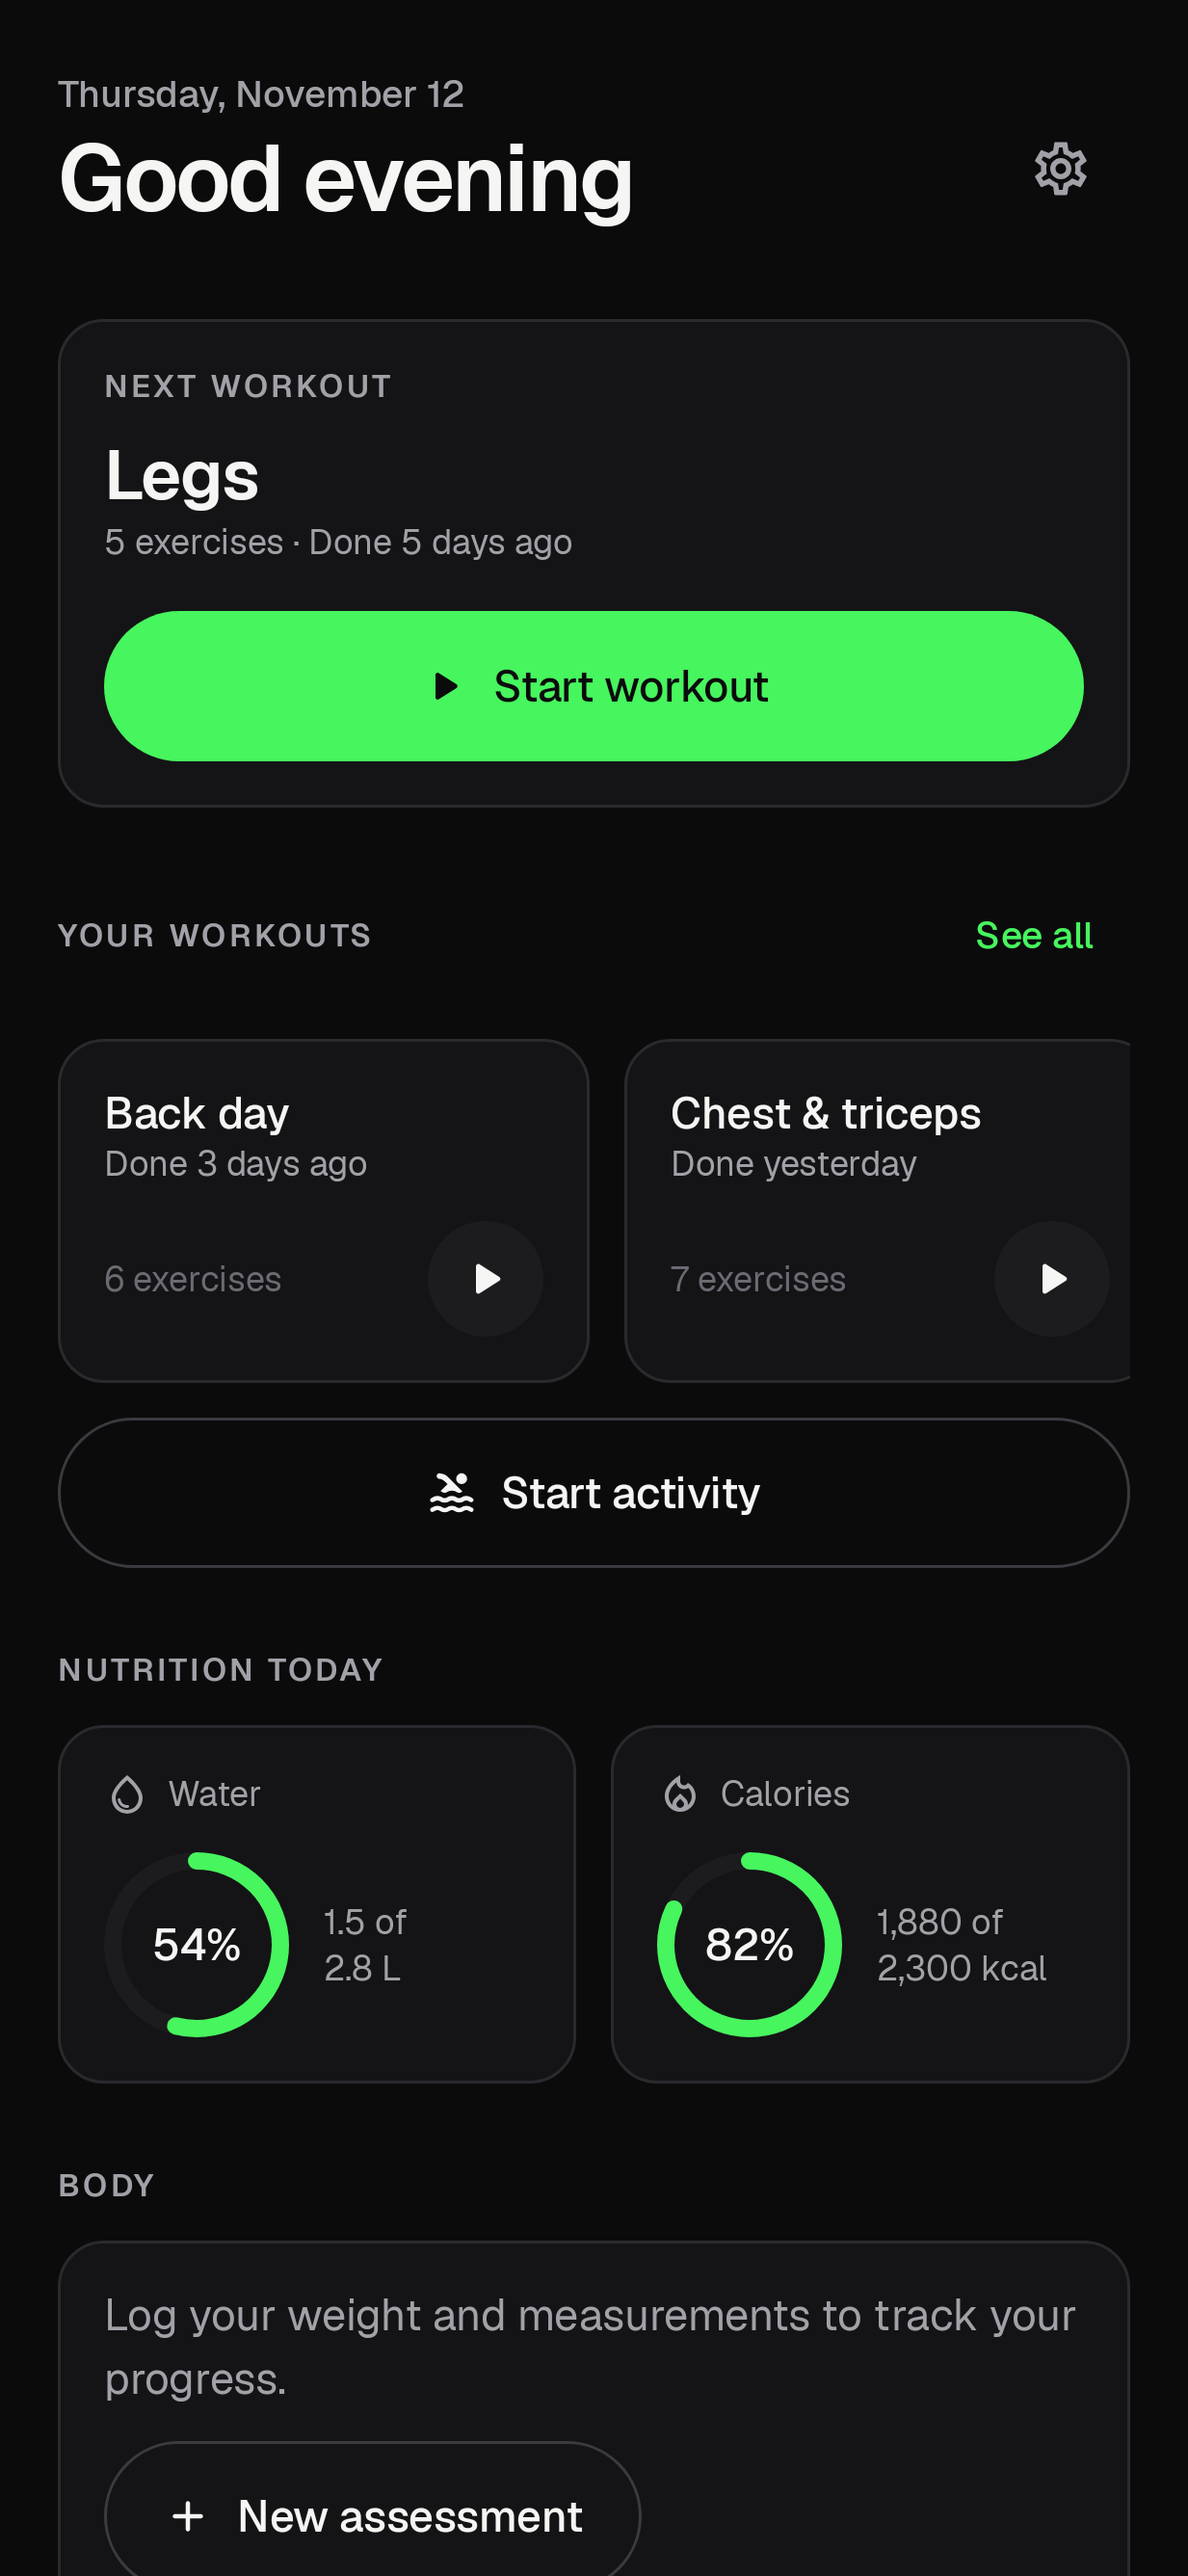 Thursday, November 12
Good evening
NEXT WORKOUT
Legs
5 exercises · Done 5 days ago
Start workout
YOUR WORKOUTS
See all
Back day
Done 3 days ago
6 exercises
Chest & triceps
Done yesterday
7 exercises
Start activity
NUTRITION TODAY
Water
54%
1.5 of
2.8 L
Calories
82%
1,880 of
2,300 kcal
BODY
Log your weight and measurements to track your
progress.
New assessment